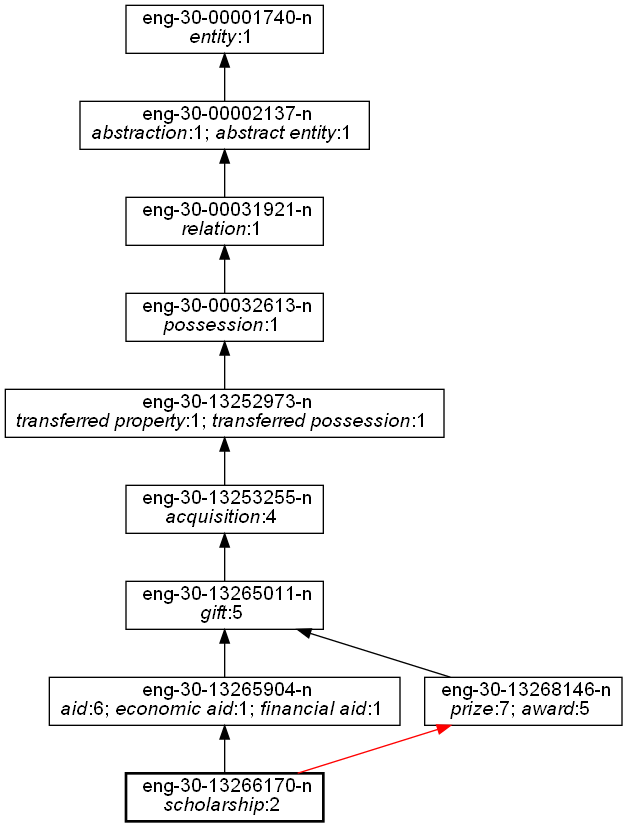 eng-30-00001740-n
entity:1
eng-30-00002137-n
abstraction:1; abstract entity:1
eng-30-00031921-n
relation:1
eng-30-00032613-n
possession:1
eng-30-13252973-n
transferred property:1; transferred possession:1
eng-30-13253255-n
acquisition:4
eng-30-13265011-n
gift:5
eng-30-13265904-n
aid:6; economic aid:1; financial aid:1
eng-30-13268146-n
prize:7; award:5
eng-30-13266170-n
scholarship:2